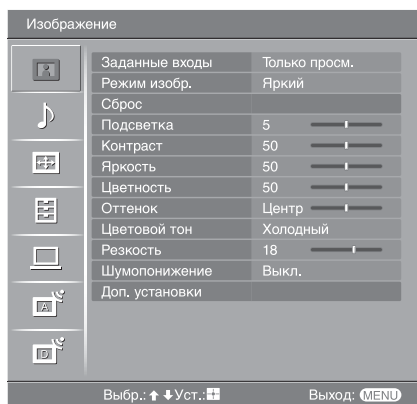 Изображение
Заданные входы Только просм.
Режим изобр. Яркий
Сброс
Подсветка 5
Контраст 50
Яркость 50
Цветность 50
Оттенок Центр
Цветовой тон Холодный
Резкость 18
Шумопонижение Выкл.
Доп. установки
A
D
Выбр.: Уст.: Выход: MENU